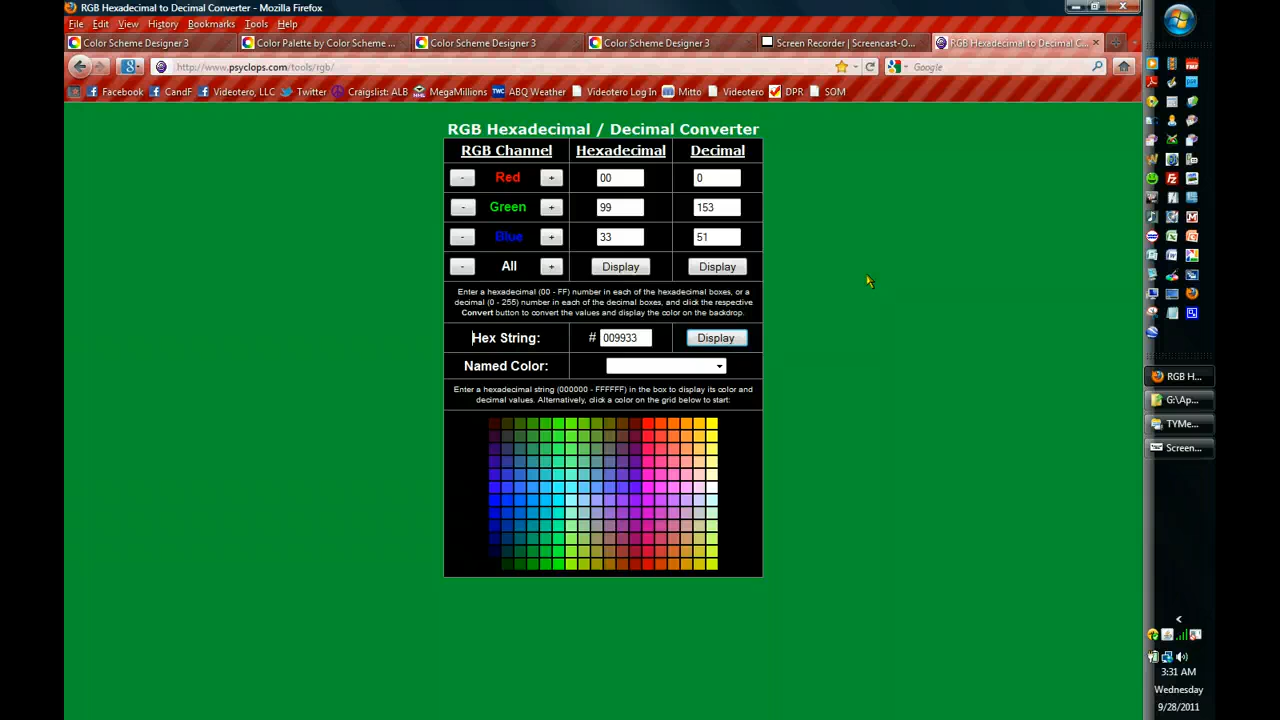 RGB Hexadecimal to Decimal Converter - Mozilla Firefox
File Edit View History Bookmarks Tools Help
Color Scheme Designer 3
Color Palette by Color Scheme ...
Color Scheme Designer 3
Color Scheme Designer 3
Screen Recorder | Screencast-O...
RGB Hexadecimal to Decimal C...
http://www.psyclops.com/tools/rgb/
Google
Facebook CandF Videotero, LLC Twitter Craigslist: ALB MegaMillions TWC ABQ Weather Videotero Log In Mitto Videotero DPR SOM
RGB Hexadecimal / Decimal Converter
RGB Channel Hexadecimal Decimal
- Red + 00 0
- Green + 99 153
- Blue + 33 51
- All + Display Display
Enter a hexadecimal (00 - FF) number in each of the hexadecimal boxes, or a
decimal (0 - 255) number in each of the decimal boxes, and click the respective
Convert button to convert the values and display the color on the backdrop.
Hex String: # 009933 Display
Named Color:
Enter a hexadecimal string (000000 - FFFFFF) in the box to display its color and
decimal values. Alternatively, click a color on the grid below to start:
RGB H...
G:\Ap...
TYMe...
Screen...
<
3:31 AM
Wednesday
9/28/2011